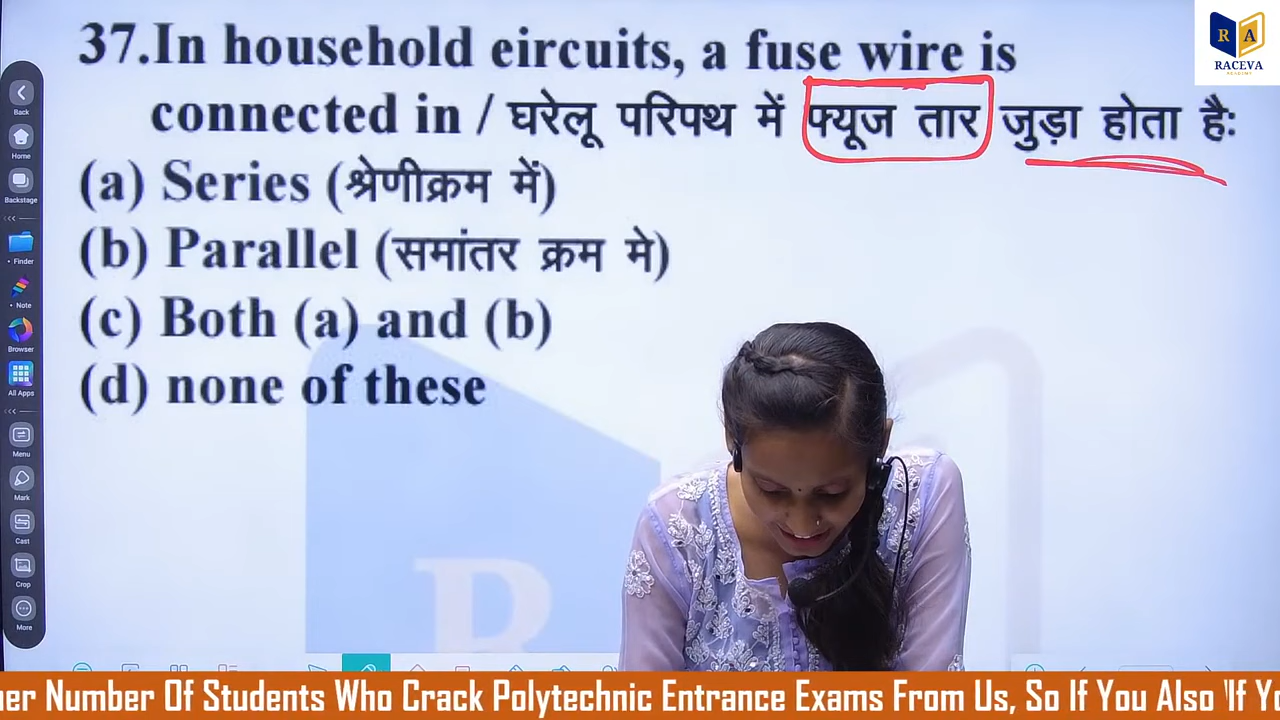 37.In household eircuits, a fuse wire is
connected in / घरेलू परिपथ में फ्यूज तार जुड़ा होता हैः
(a) Series (श्रेणीक्रम में)
(b) Parallel (समांतर क्रम मे)
(c) Both (a) and (b)
(d) none of these
R A
RACEVA
ACADEMY
Back
Home
Backstage
Finder
Note
Browser
All Apps
Menu
Mark
Cast
Crop
More
R
er Number Of Students Who Crack Polytechnic Entrance Exams From Us, So If You Also If Yo